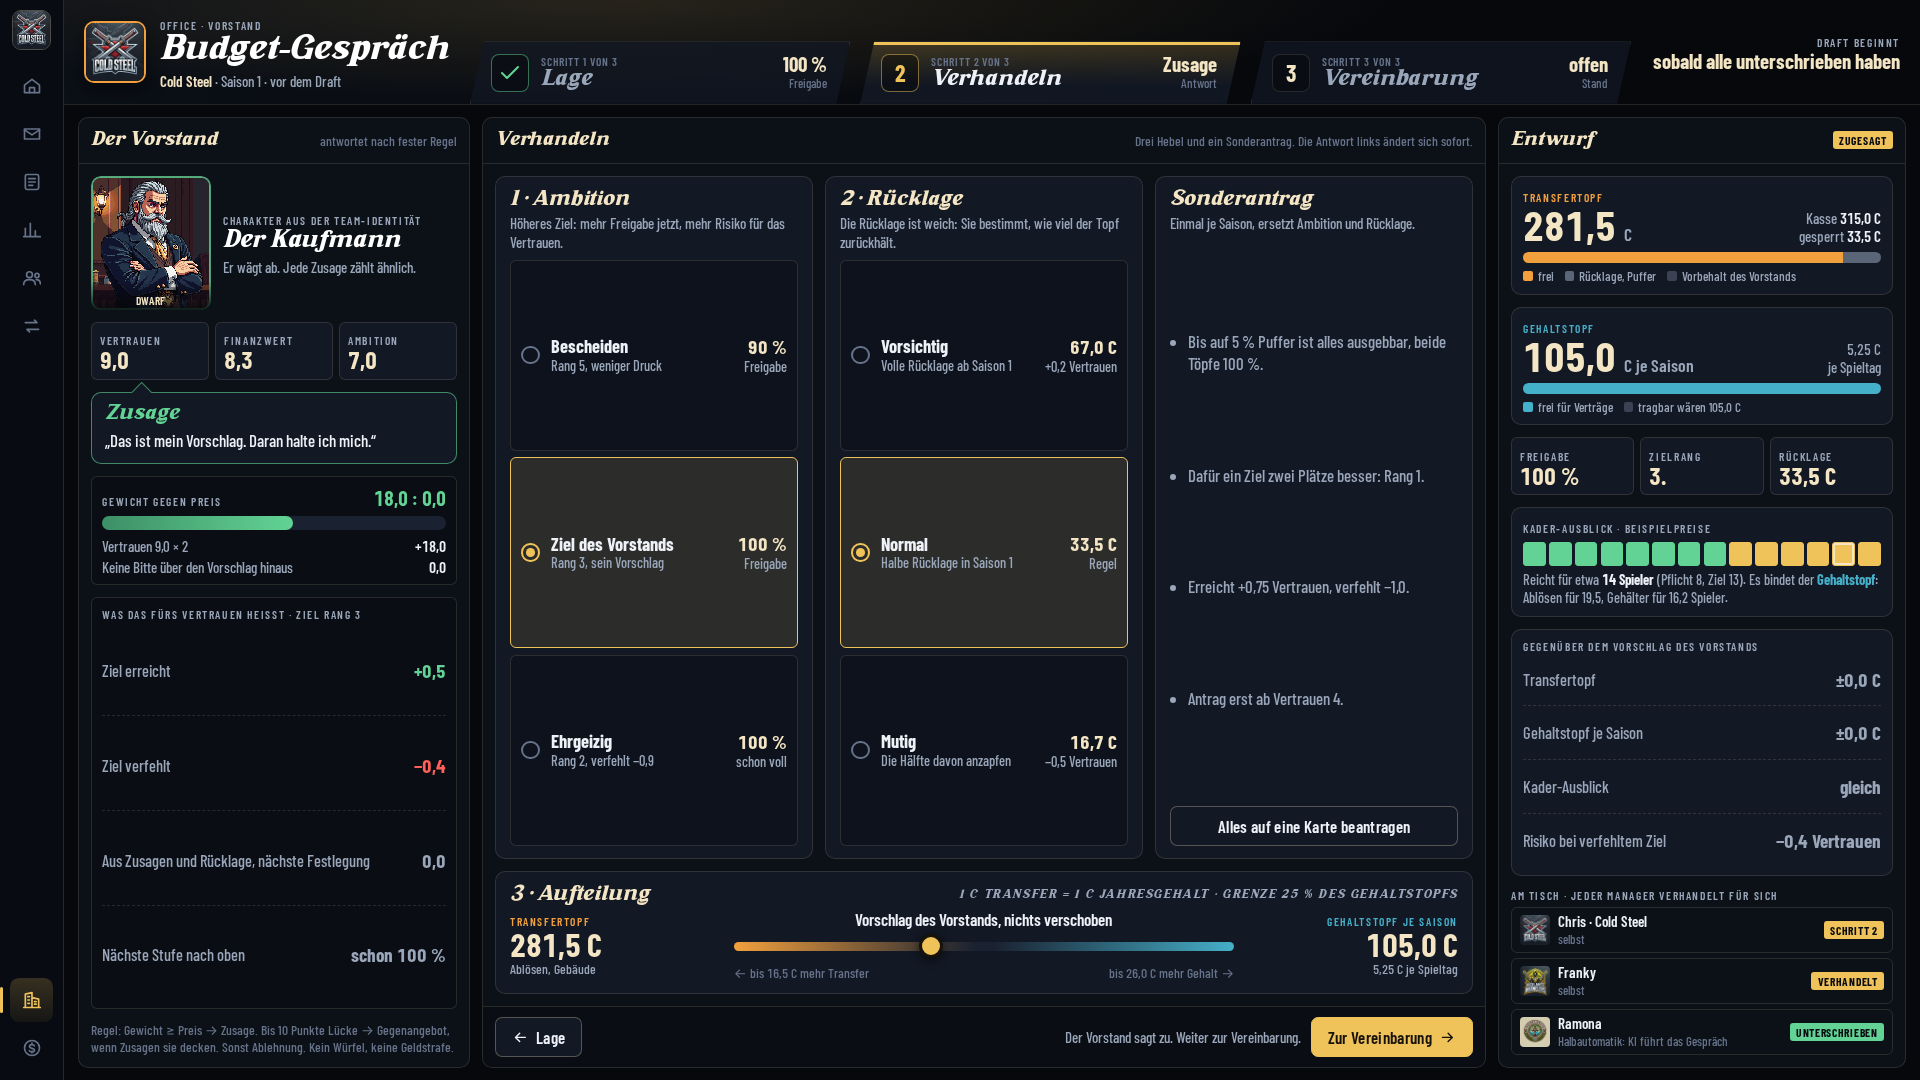 COLD STEEL
COLD STEEL
OFFICE · VORSTAND
Budget-Gespräch
Cold Steel · Saison 1 · vor dem Draft
SCHRITT 1 VON 3
Lage
100 %
Freigabe
2
SCHRITT 2 VON 3
Verhandeln
Zusage
Antwort
3
SCHRITT 3 VON 3
Vereinbarung
offen
Stand
DRAFT BEGINNT
sobald alle unterschrieben haben
Der Vorstand
antwortet nach fester Regel
DWARF
CHARAKTER AUS DER TEAM-IDENTITÄT
Der Kaufmann
Er wägt ab. Jede Zusage zählt ähnlich.
VERTRAUEN
9,0
FINANZWERT
8,3
AMBITION
7,0
Zusage
„Das ist mein Vorschlag. Daran halte ich mich.“
GEWICHT GEGEN PREIS
18,0 : 0,0
Vertrauen 9,0 × 2
+18,0
Keine Bitte über den Vorschlag hinaus
0,0
WAS DAS FÜRS VERTRAUEN HEISST · ZIEL RANG 3
Ziel erreicht
+0,5
Ziel verfehlt
−0,4
Aus Zusagen und Rücklage, nächste Festlegung
0,0
Nächste Stufe nach oben
schon 100 %
Regel: Gewicht ≥ Preis → Zusage. Bis 10 Punkte Lücke → Gegenangebot,
wenn Zusagen sie decken. Sonst Ablehnung. Kein Würfel, keine Geldstrafe.
Verhandeln
Drei Hebel und ein Sonderantrag. Die Antwort links ändert sich sofort.
1 · Ambition
Höheres Ziel: mehr Freigabe jetzt, mehr Risiko für das
Vertrauen.
Bescheiden
Rang 5, weniger Druck
90 %
Freigabe
Ziel des Vorstands
Rang 3, sein Vorschlag
100 %
Freigabe
Ehrgeizig
Rang 2, verfehlt −0,9
100 %
schon voll
2 · Rücklage
Die Rücklage ist weich: Sie bestimmt, wie viel der Topf
zurückhält.
Vorsichtig
Volle Rücklage ab Saison 1
67,0 C
+0,2 Vertrauen
Normal
Halbe Rücklage in Saison 1
33,5 C
Regel
Mutig
Die Hälfte davon anzapfen
16,7 C
−0,5 Vertrauen
Sonderantrag
Einmal je Saison, ersetzt Ambition und Rücklage.
• Bis auf 5 % Puffer ist alles ausgebbar, beide
Töpfe 100 %.
• Dafür ein Ziel zwei Plätze besser: Rang 1.
• Erreicht +0,75 Vertrauen, verfehlt −1,0.
• Antrag erst ab Vertrauen 4.
Alles auf eine Karte beantragen
3 · Aufteilung
1 C TRANSFER = 1 C JAHRESGEHALT · GRENZE 25 % DES GEHALTSTOPFS
TRANSFERTOPF
281,5 C
Ablösen, Gebäude
Vorschlag des Vorstands, nichts verschoben
← bis 16,5 C mehr Transfer
bis 26,0 C mehr Gehalt →
GEHALTSTOPF JE SAISON
105,0 C
5,25 C je Spieltag
← Lage
Der Vorstand sagt zu. Weiter zur Vereinbarung.
Zur Vereinbarung →
Entwurf
ZUGESAGT
TRANSFERTOPF
281,5 C
Kasse 315,0 C
gesperrt 33,5 C
frei
Rücklage, Puffer
Vorbehalt des Vorstands
GEHALTSTOPF
105,0 C je Saison
5,25 C
je Spieltag
frei für Verträge
tragbar wären 105,0 C
FREIGABE
100 %
ZIELRANG
3.
RÜCKLAGE
33,5 C
KADER-AUSBLICK · BEISPIELPREISE
Reicht für etwa 14 Spieler (Pflicht 8, Ziel 13). Es bindet der Gehaltstopf:
Ablösen für 19,5, Gehälter für 16,2 Spieler.
GEGENÜBER DEM VORSCHLAG DES VORSTANDS
Transfertopf
±0,0 C
Gehaltstopf je Saison
±0,0 C
Kader-Ausblick
gleich
Risiko bei verfehltem Ziel
−0,4 Vertrauen
AM TISCH · JEDER MANAGER VERHANDELT FÜR SICH
Chris · Cold Steel
selbst
SCHRITT 2
Franky
selbst
VERHANDELT
Ramona
Halbautomatik: KI führt das Gespräch
UNTERSCHRIEBEN